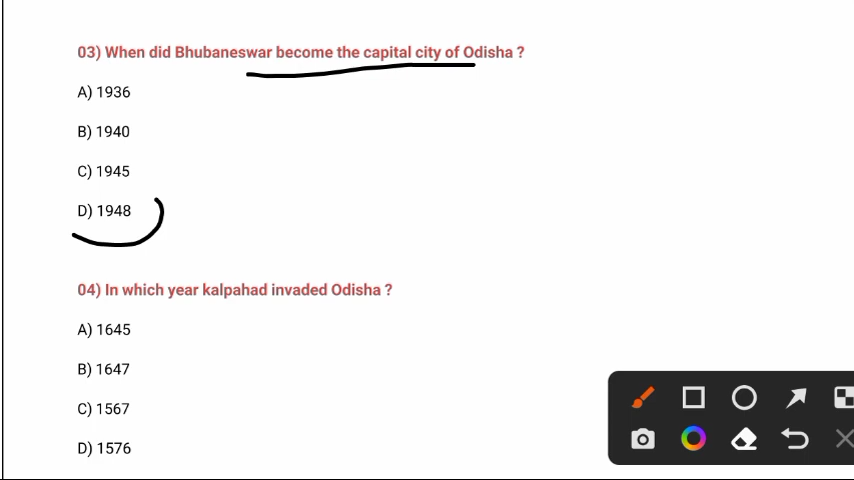 03) When did Bhubaneswar become the capital city of Odisha ?
A) 1936
B) 1940
C) 1945
D) 1948
04) In which year kalpahad invaded Odisha ?
A) 1645
B) 1647
C) 1567
D) 1576